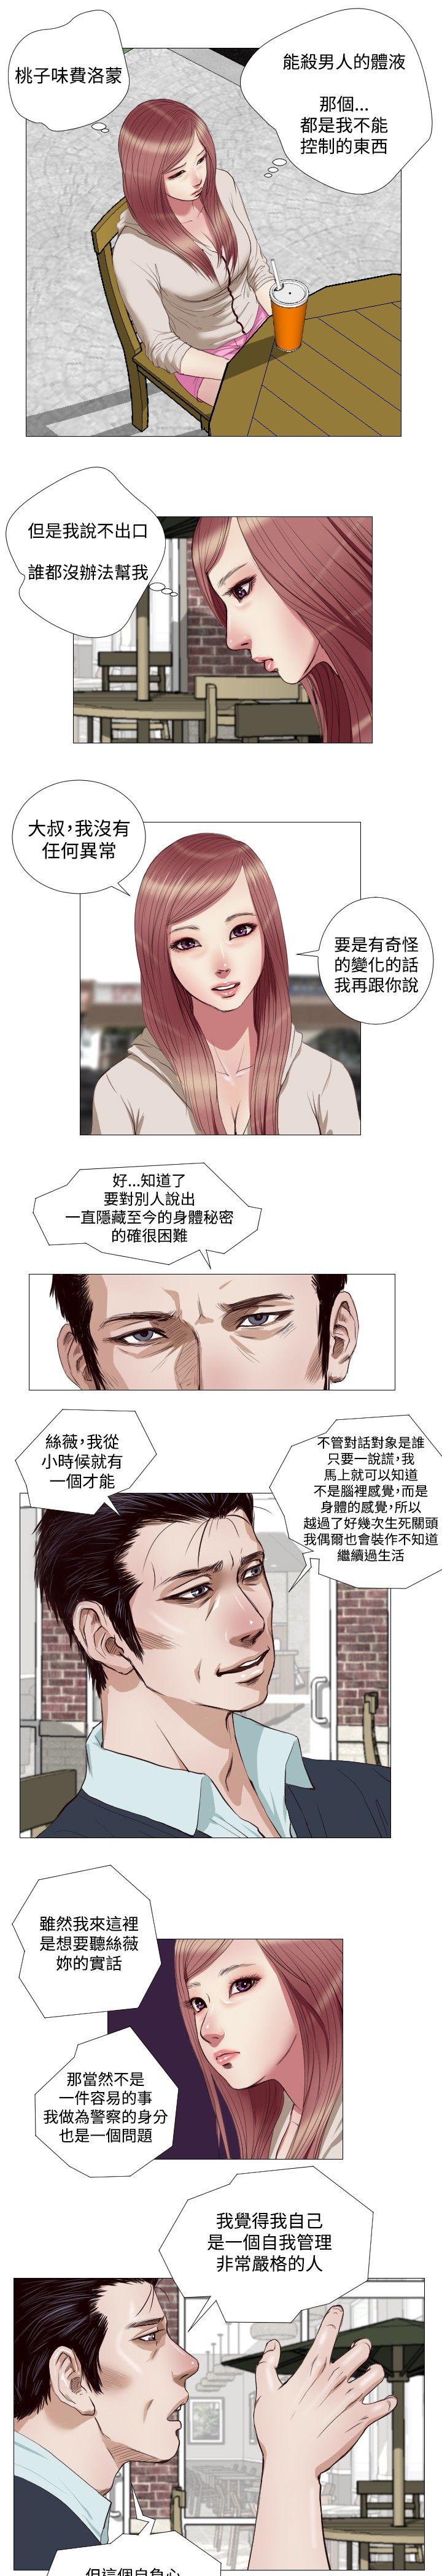 桃子味費洛蒙
能殺男人的體液
那個...
都是我不能
控制的東西
但是我說不出口
誰都沒辦法幫我
大叔,我沒有
任何異常
要是有奇怪
的變化的話
我再跟你說
好...知道了
要對別人說出
一直隱藏至今的身體秘密
的確很困難
絲薇,我從
小時候就有
一個才能
不管對話對象是誰
只要一說謊,我
馬上就可以知道
不是腦裡感覺,而是
身體的感覺,所以
越過了好幾次生死關頭
我偶爾也會裝作不知道
繼續過生活
雖然我來這裡
是想要聽絲薇
妳的實話
那當然不是
一件容易的事
我做為警察的身分
也是一個問題
我覺得我自己
是一個自我管理
非常嚴格的人
但這個自負心